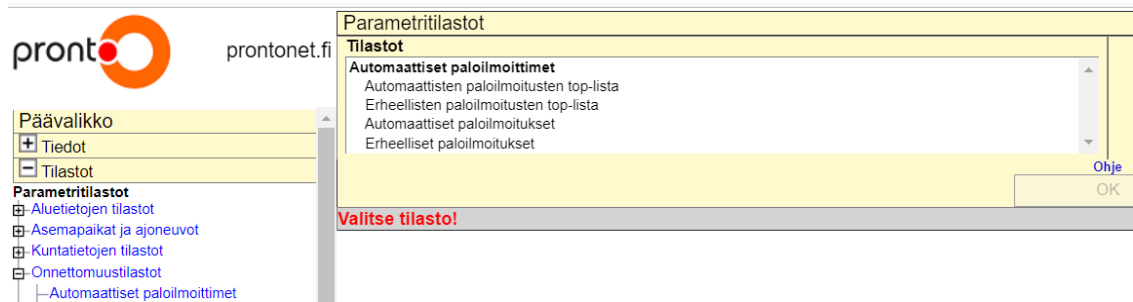 pronto
prontonet.fi
Päävalikko
Tiedot
Tilastot
Parametritilastot
Aluetietojen tilastot
Asemapaikat ja ajoneuvot
Kuntatietojen tilastot
Onnettomuustilastot
Automaattiset paloilmoittimet
Parametritilastot
Tilastot
Automaattiset paloilmoittimet
Automaattisten paloilmoitusten top-lista
Erheellisten paloilmoitusten top-lista
Automaattiset paloilmoitukset
Erheelliset paloilmoitukset
Ohje
OK
Valitse tilasto!